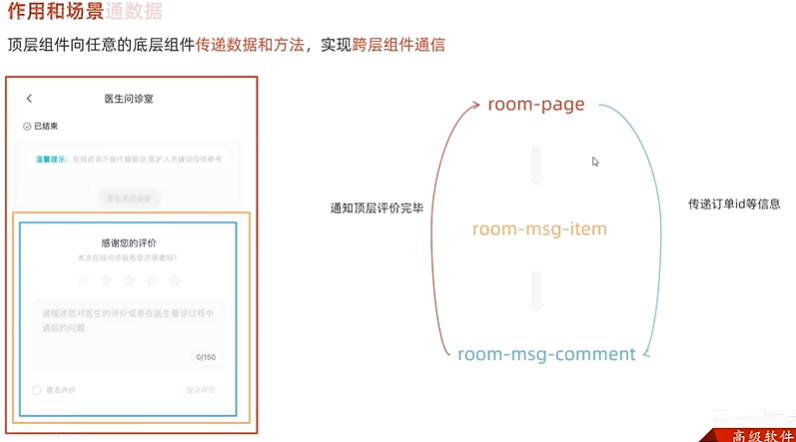 作用和场景通数据
顶层组件向任意的底层组件传递数据和方法，实现跨层组件通信
医生问诊室
已结束
温馨提示：在线咨询不能代替面诊,医护人员建议仅供参考
感谢您的评价
本次在线问诊服务您还满意吗？
请描述您对医生的评价或是在医生看诊过程中
遇到的问题
0/150
匿名评价
提交评价
room-page
通知顶层评价完毕
传递订单id等信息
room-msg-item
room-msg-comment
高级软件